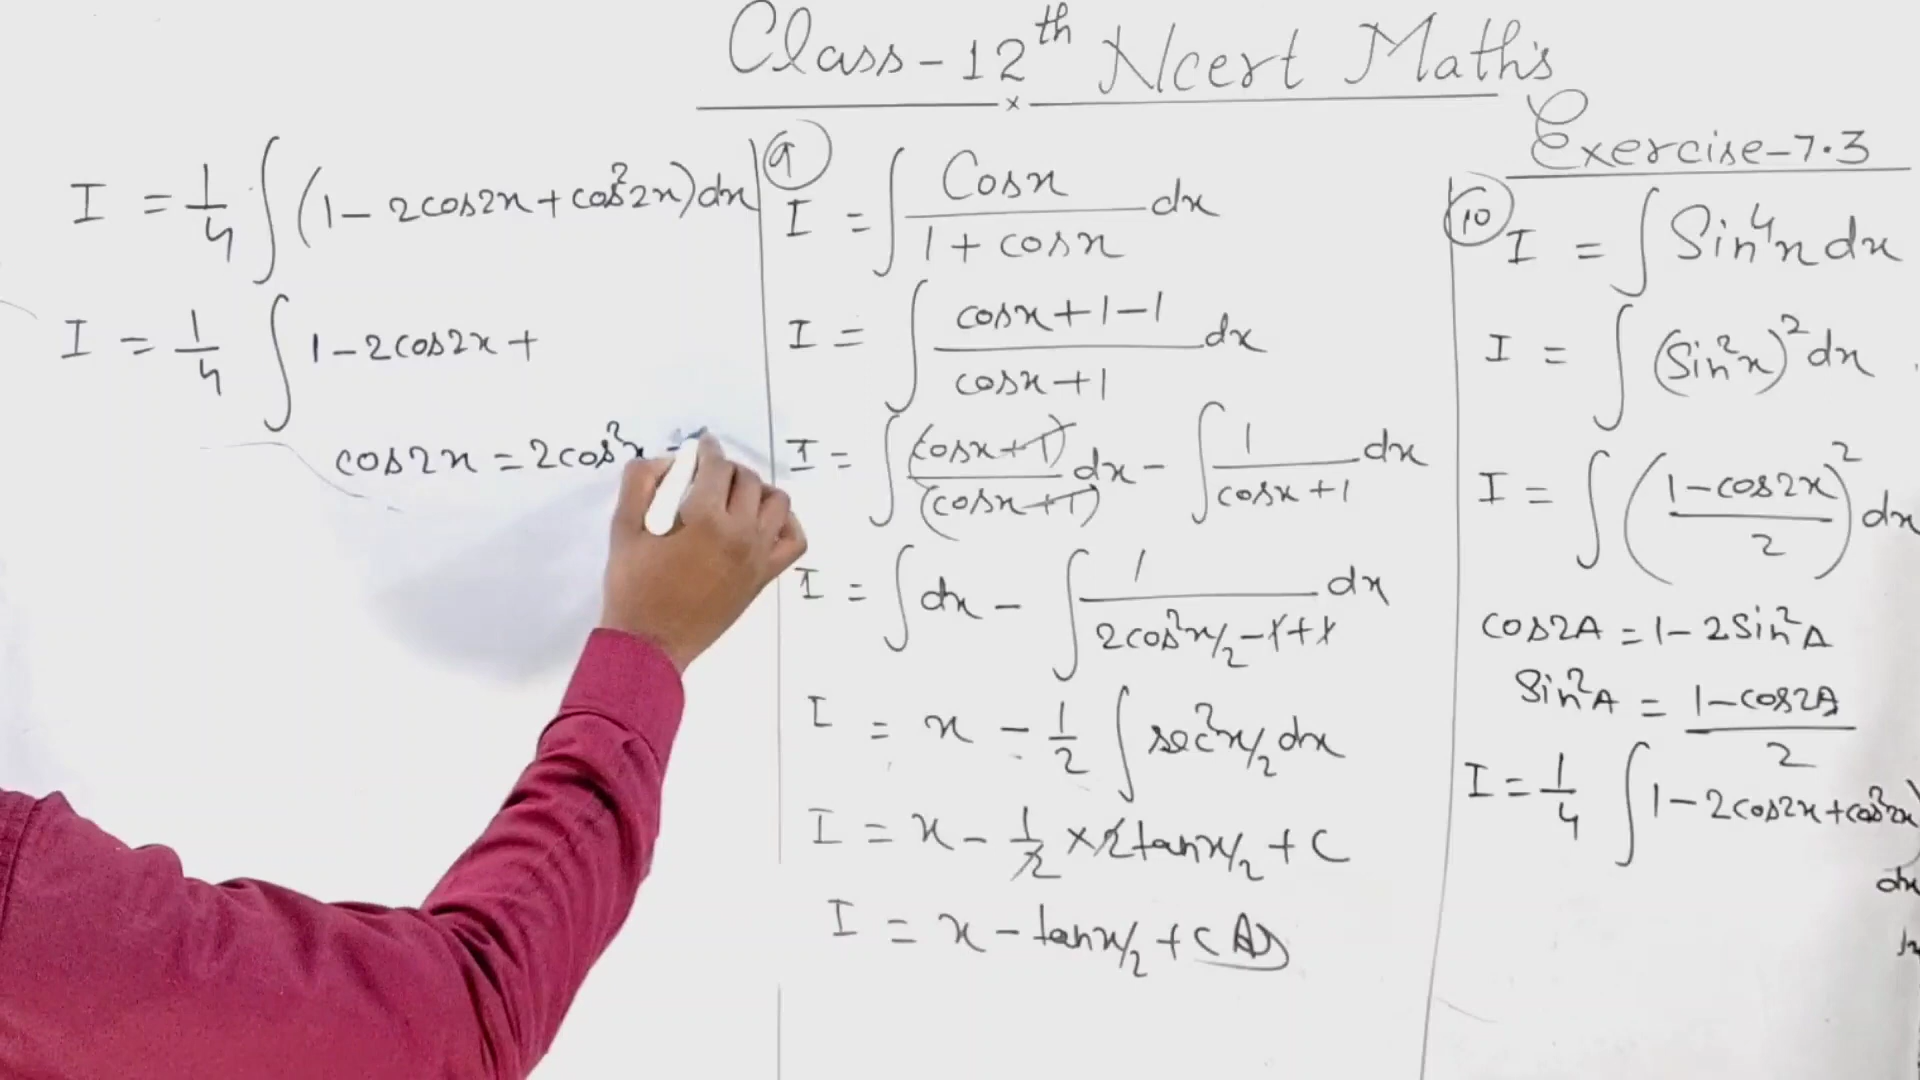 Class-12th Ncert Maths
Exercise-7.3
I = 1/4 ∫(1-2cos2x+cos²2x)dx
I = 1/4 ∫ 1-2cos2x+
cos2x = 2cos²x -
9
I = ∫ Cosx/1+cosx dx
I = ∫ cosx+1-1/cosx+1 dx
I = ∫ (cosx+1)/(cosx+1) dx - ∫ 1/cosx+1 dx
I = ∫ dx - ∫ 1/2cos²x/2-1+1 dx
I = x - 1/2 ∫ sec²x/2 dx
I = x - 1/2 ×2tanx/2 + C
I = x - tanx/2 + C As
10
I = ∫ Sin⁴x dx
I = ∫ (Sin²x)² dx
I = ∫ (1-cos2x/2)² dx
cos2A = 1-2Sin²A
Sin²A = 1-cos2A/2
I = 1/4 ∫ 1-2cos2x+cos²2x)
dx